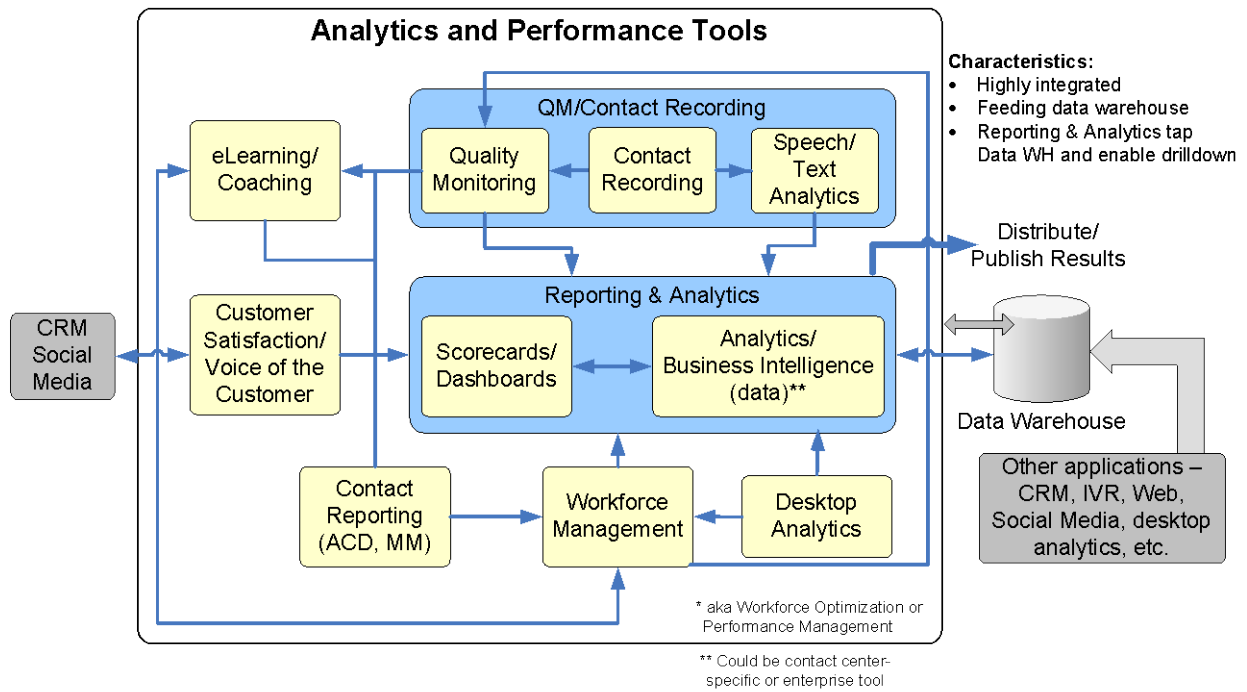 Analytics and Performance Tools
Characteristics:
• Highly integrated
• Feeding data warehouse
• Reporting & Analytics tap
Data WH and enable drilldown
QM/Contact Recording
eLearning/
Coaching
Quality
Monitoring
Contact
Recording
Speech/
Text
Analytics
Distribute/
Publish Results
Reporting & Analytics
CRM
Social
Media
Customer
Satisfaction/
Voice of the
Customer
Scorecards/
Dashboards
Analytics/
Business Intelligence
(data)**
Data Warehouse
Contact
Reporting
(ACD, MM)
Workforce
Management
Desktop
Analytics
Other applications –
CRM, IVR, Web,
Social Media, desktop
analytics, etc.
* aka Workforce Optimization or
Performance Management
** Could be contact center-
specific or enterprise tool